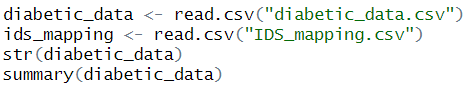 diabetic_data <- read.csv("diabetic_data.csv")
ids_mapping <- read.csv("IDS_mapping.csv")
str(diabetic_data)
summary(diabetic_data)